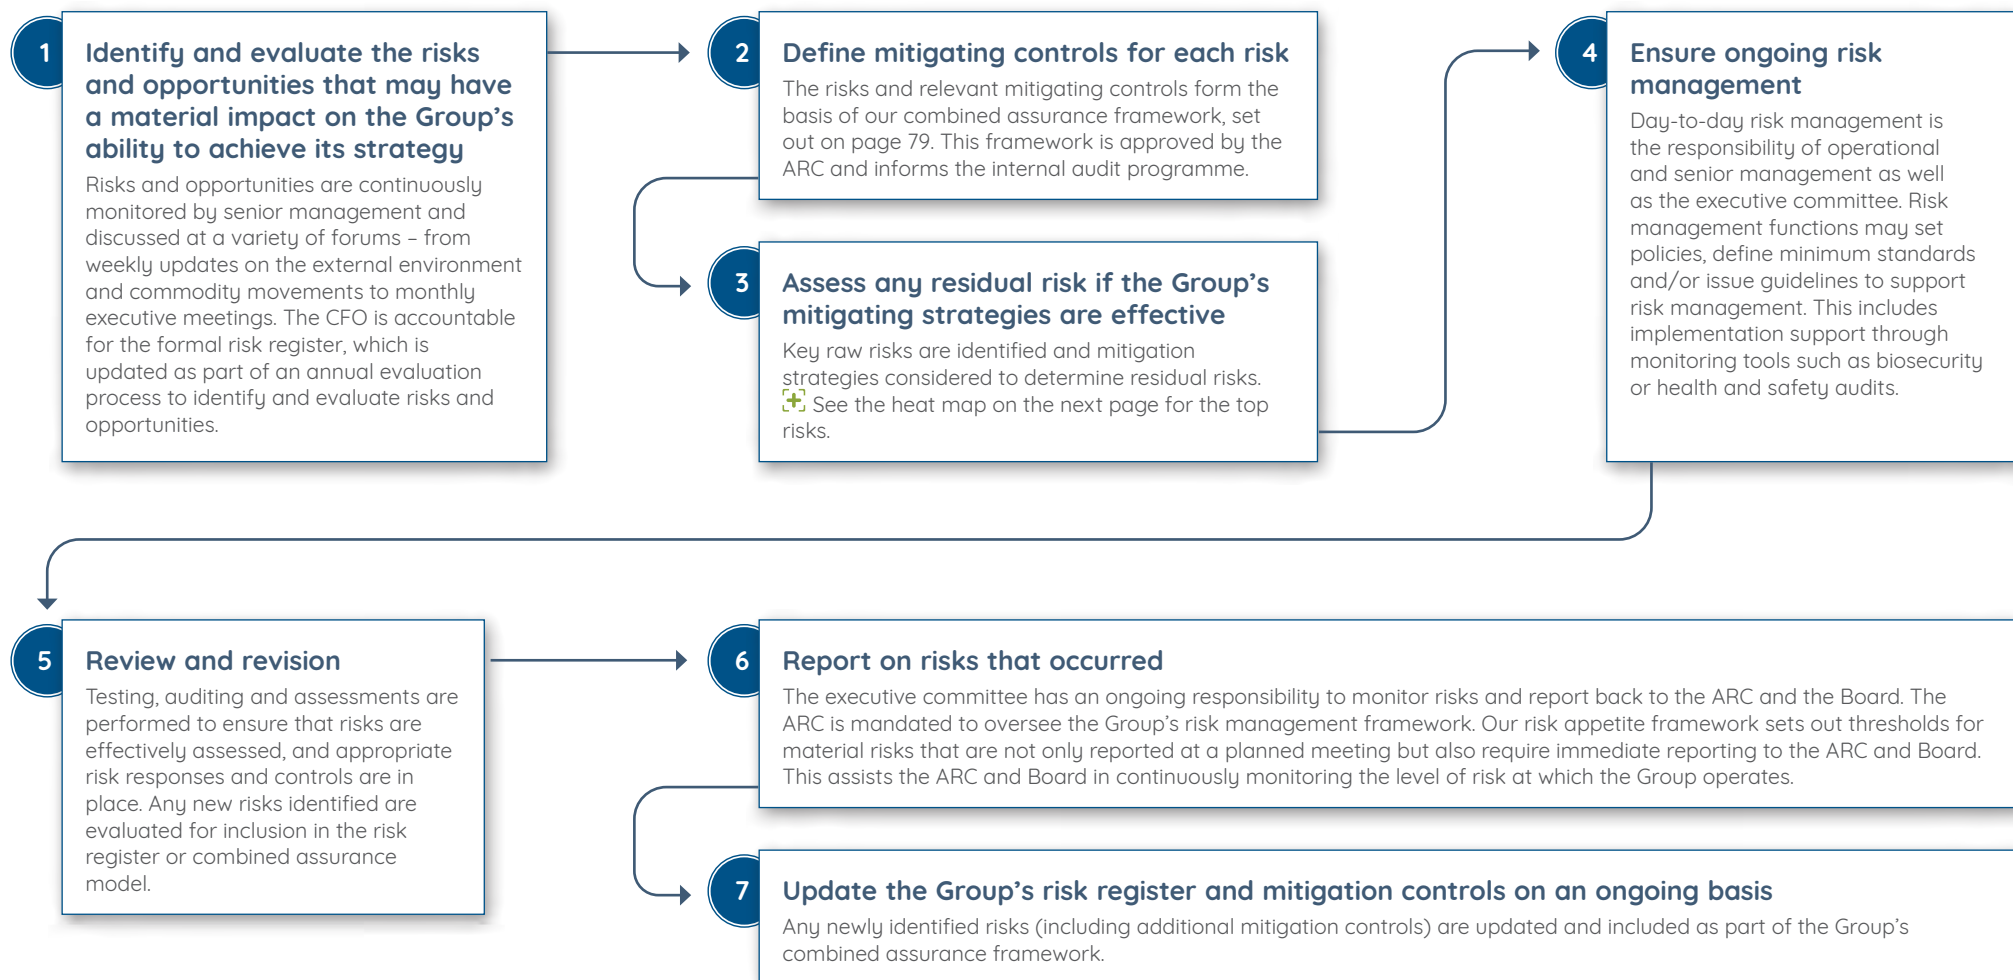 1
Identify and evaluate the risks
and opportunities that may have
a material impact on the Group's
ability to achieve its strategy
Risks and opportunities are continuously
monitored by senior management and
discussed at a variety of forums – from
weekly updates on the external environment
and commodity movements to monthly
executive meetings. The CFO is accountable
for the formal risk register, which is
updated as part of an annual evaluation
process to identify and evaluate risks and
opportunities.
2
Define mitigating controls for each risk
The risks and relevant mitigating controls form the
basis of our combined assurance framework, set
out on page 79. This framework is approved by the
ARC and informs the internal audit programme.
3
Assess any residual risk if the Group's
mitigating strategies are effective
Key raw risks are identified and mitigation
strategies considered to determine residual risks.
See the heat map on the next page for the top
risks.
4
Ensure ongoing risk
management
Day-to-day risk management is
the responsibility of operational
and senior management as well
as the executive committee. Risk
management functions may set
policies, define minimum standards
and/or issue guidelines to support
risk management. This includes
implementation support through
monitoring tools such as biosecurity
or health and safety audits.
5
Review and revision
Testing, auditing and assessments are
performed to ensure that risks are
effectively assessed, and appropriate
risk responses and controls are in
place. Any new risks identified are
evaluated for inclusion in the risk
register or combined assurance
model.
6
Report on risks that occurred
The executive committee has an ongoing responsibility to monitor risks and report back to the ARC and the Board. The
ARC is mandated to oversee the Group's risk management framework. Our risk appetite framework sets out thresholds for
material risks that are not only reported at a planned meeting but also require immediate reporting to the ARC and Board.
This assists the ARC and Board in continuously monitoring the level of risk at which the Group operates.
7
Update the Group's risk register and mitigation controls on an ongoing basis
Any newly identified risks (including additional mitigation controls) are updated and included as part of the Group's
combined assurance framework.